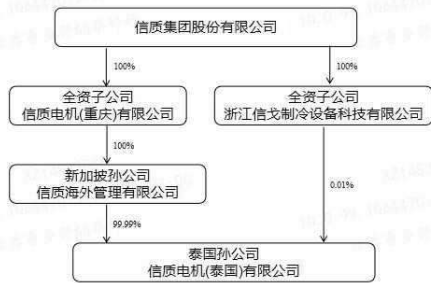 信质集团股份有限公司
100%
100%
全资子公司
信质电机(重庆)有限公司
全资子公司
浙江信戈制冷设备科技有限公司
100%
新加坡孙公司
信质海外管理有限公司
0.01%
99.99%
泰国孙公司
信质电机(泰国)有限公司